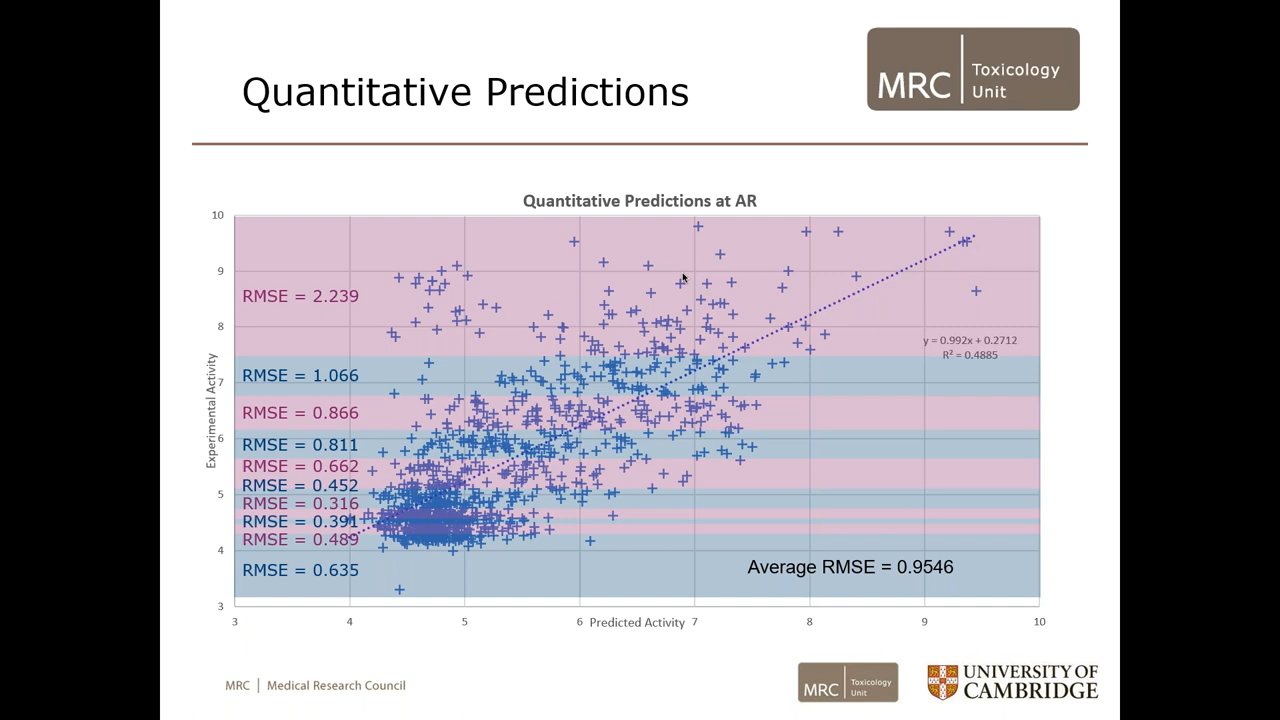 Quantitative Predictions
MRC Toxicology Unit
Quantitative Predictions at AR
10
9
8
7
6
5
4
3
Experimental Activity
RMSE = 2.239
RMSE = 1.066
RMSE = 0.866
RMSE = 0.811
RMSE = 0.662
RMSE = 0.452
RMSE = 0.316
RMSE = 0.391
RMSE = 0.489
RMSE = 0.635
y = 0.992x + 0.2712
R² = 0.4885
Average RMSE = 0.9546
3 4 5 6 7 8 9 10
Predicted Activity
MRC | Medical Research Council
MRC Toxicology Unit
UNIVERSITY OF
CAMBRIDGE